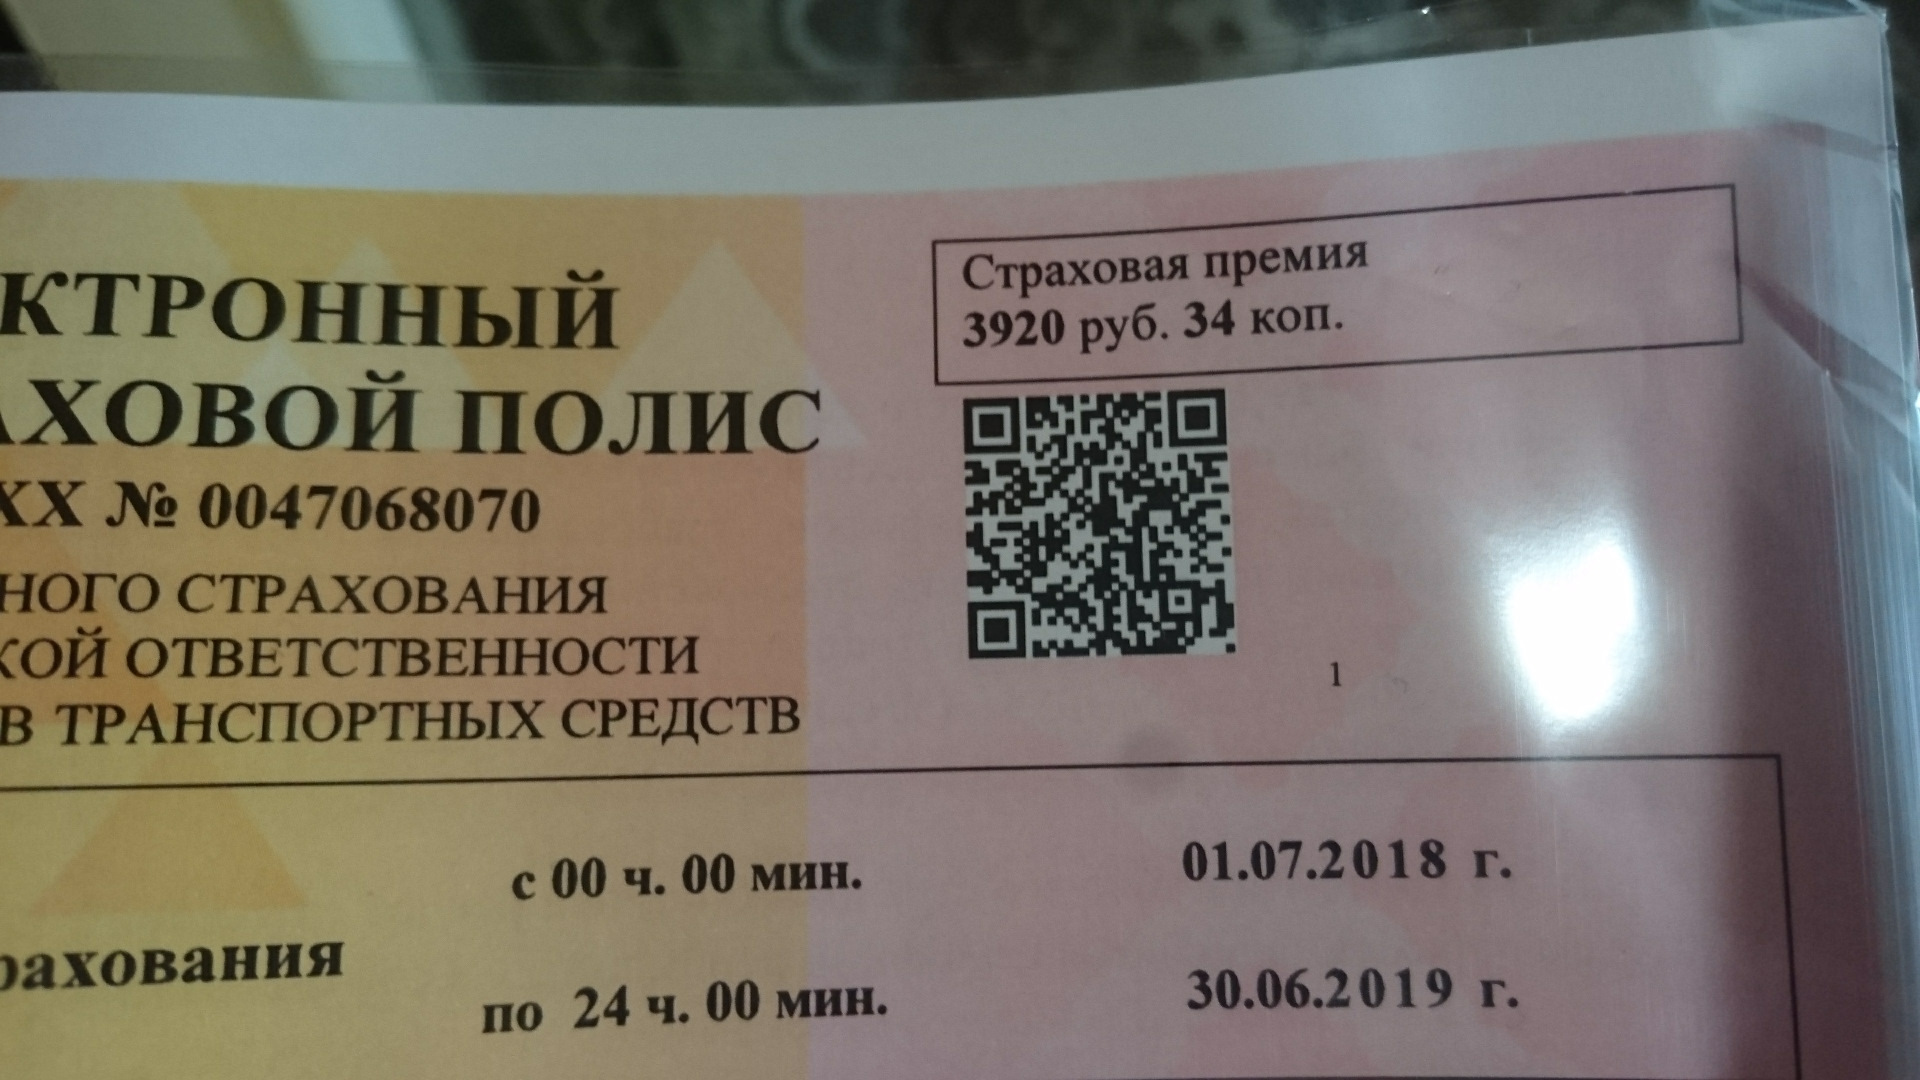 Страховая премия
3920 руб. 34 коп.
КТРОННЫЙ
АХОВОЙ ПОЛИС
ХХ № 0047068070
НОГО СТРАХОВАНИЯ
КОЙ ОТВЕТСТВЕННОСТИ
В ТРАНСПОРТНЫХ СРЕДСТВ
1
с 00 ч. 00 мин. 01.07.2018 г.
рахования
по 24 ч. 00 мин. 30.06.2019 г.